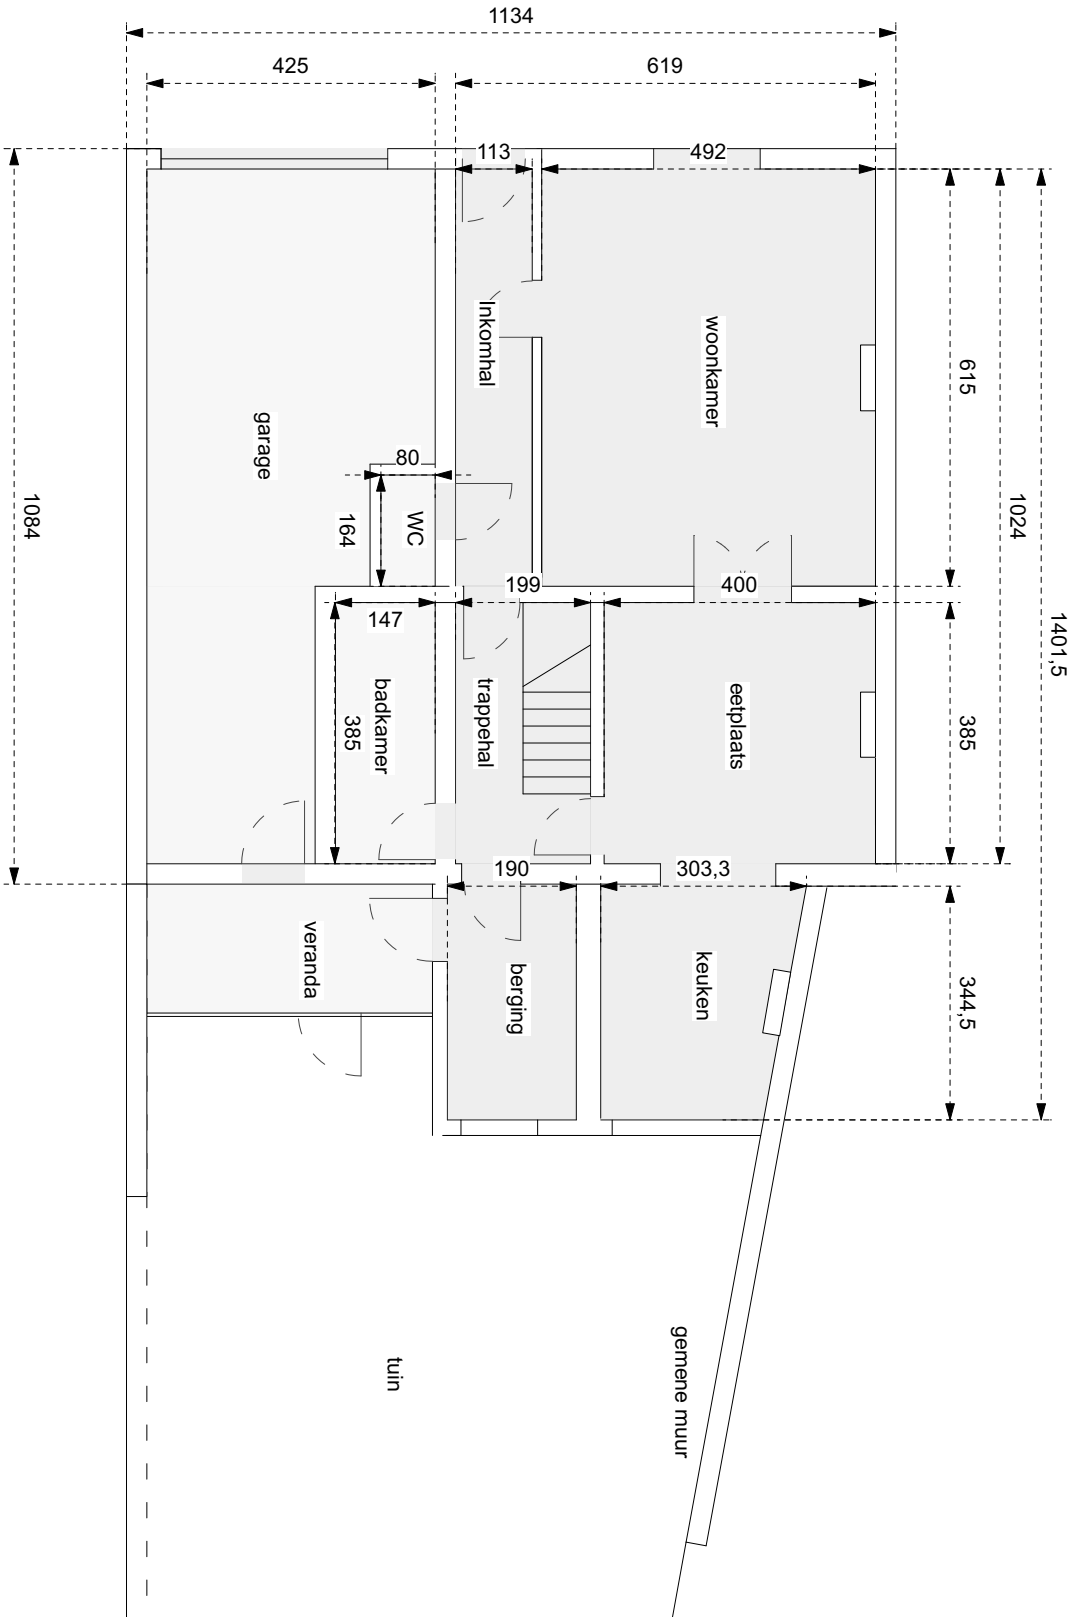 1134
425
619
113
492
Inkomhal
woonkamer
615
garage
80
WC
164
1084
1024
1401,5
199
400
147
badkamer
385
trappehal
eetplaats
385
190
303,3
veranda
berging
keuken
344,5
tuin
gemene muur